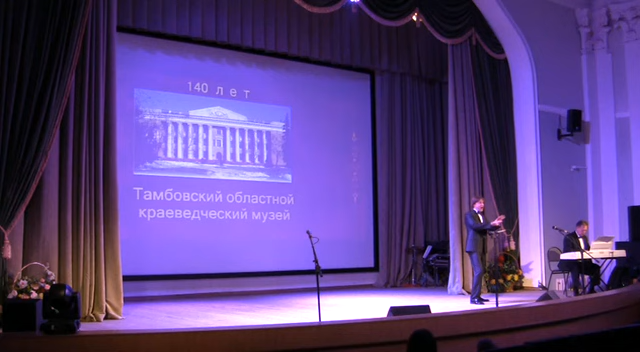 140 лет
Тамбовский областной
краеведческий музей